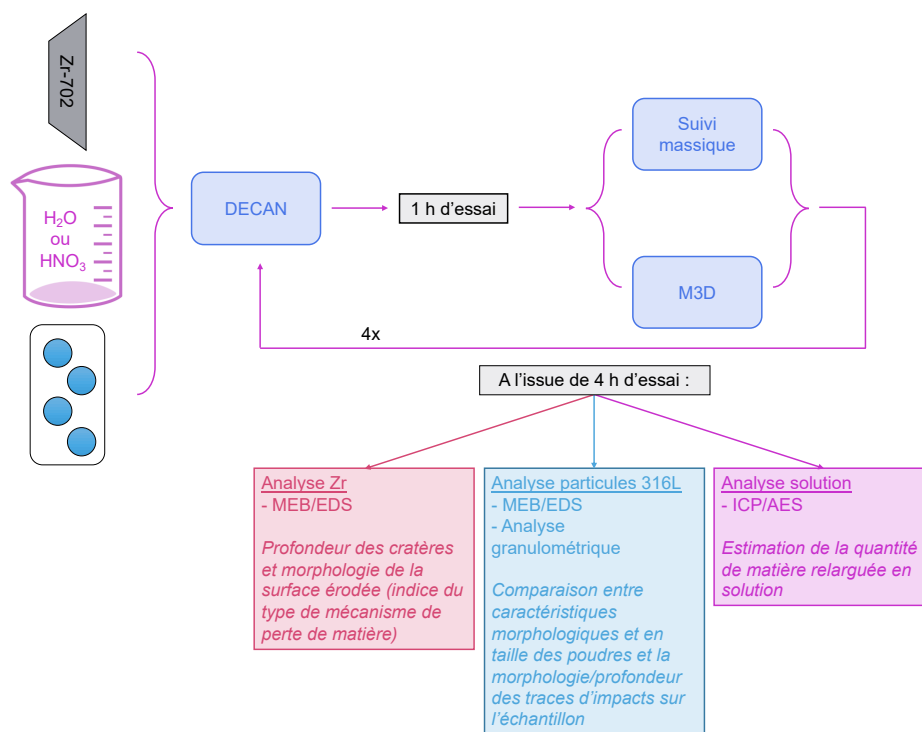 Zr-702
H₂O
ou
HNO₃
DECAN
1 h d'essai
Suivi
massique
M3D
4x
A l'issue de 4 h d'essai :
Analyse Zr
- MEB/EDS
Profondeur des cratères
et morphologie de la
surface érodée (indice du
type de mécanisme de
perte de matière)
Analyse particules 316L
- MEB/EDS
- Analyse
granulométrique
Comparaison entre
caractéristiques
morphologiques et en
taille des poudres et la
morphologie/profondeur
des traces d'impacts sur
l'échantillon
Analyse solution
- ICP/AES
Estimation de la quantité
de matière relarguée en
solution